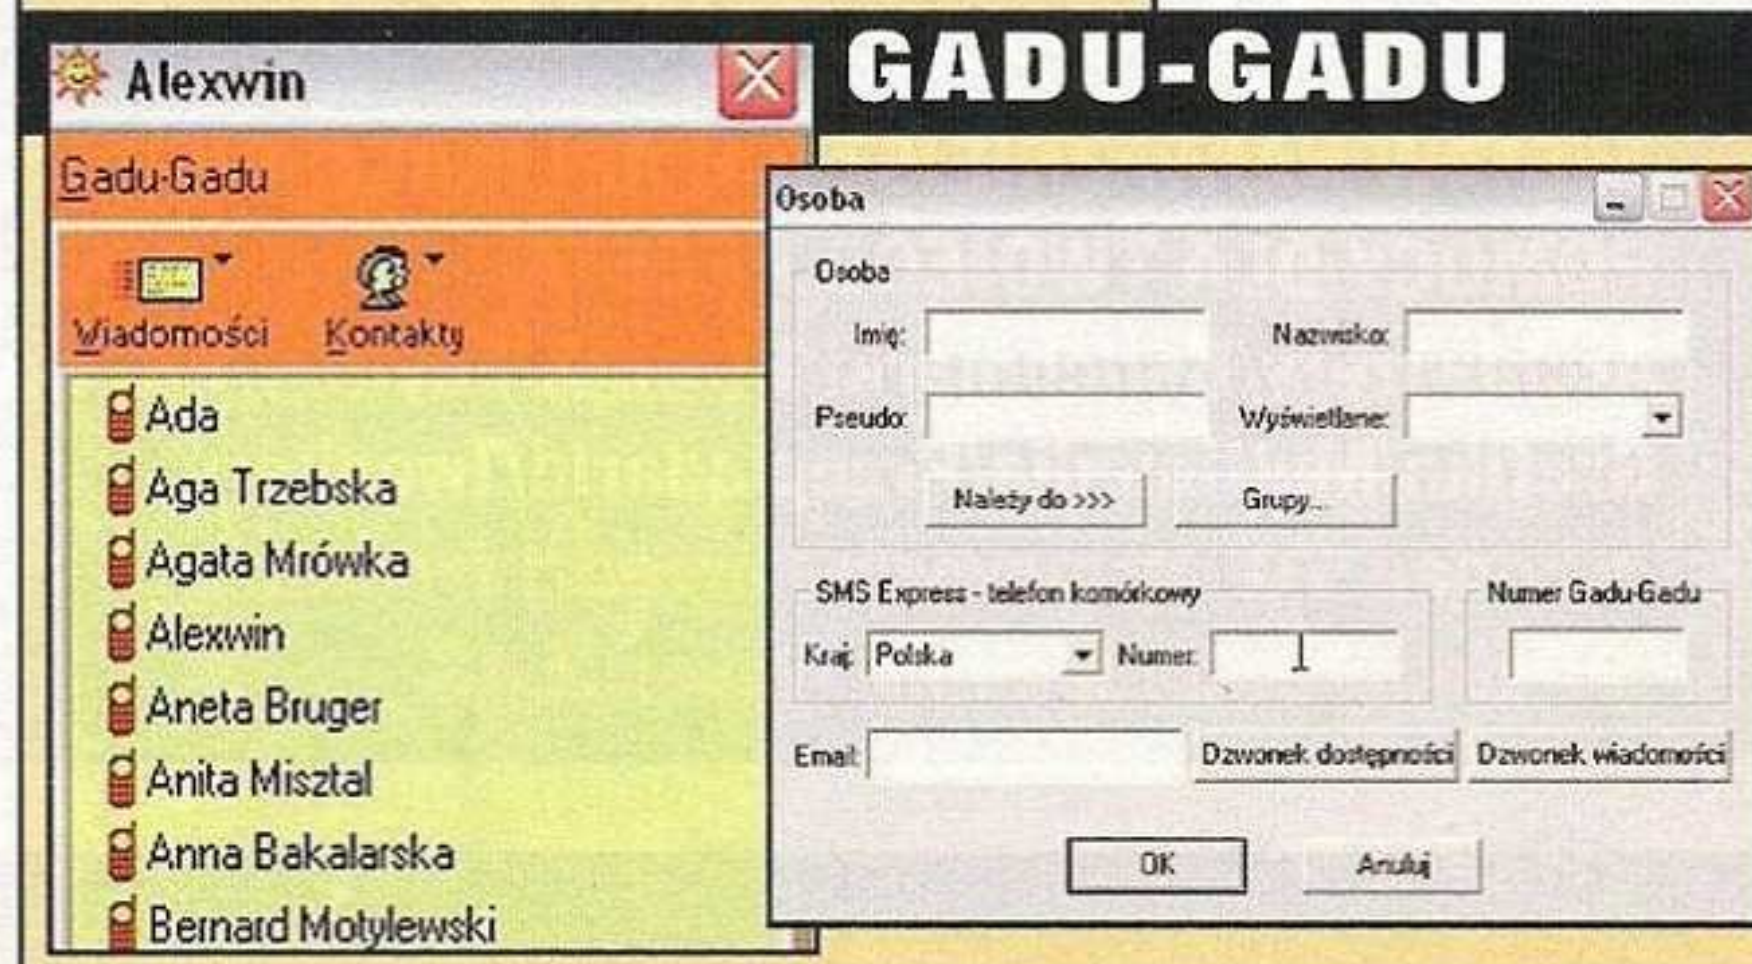 GADU-GADU
Alexwin
Gadu-Gadu
Wiadomości Kontakty
Ada
Aga Trzebska
Agata Mrówka
Alexwin
Aneta Bruger
Anita Misztal
Anna Bakalarska
Bernard Motylewski
Osoba
Osoba
Imię: Nazwisko:
Pseudo: Wyświetlane:
Należy do >>> Grupy...
SMS Express - telefon komórkowy Numer Gadu-Gadu
Kraj: Polska Numer:
Email: Dzwonek dostępności Dzwonek wiadomości
OK Anuluj